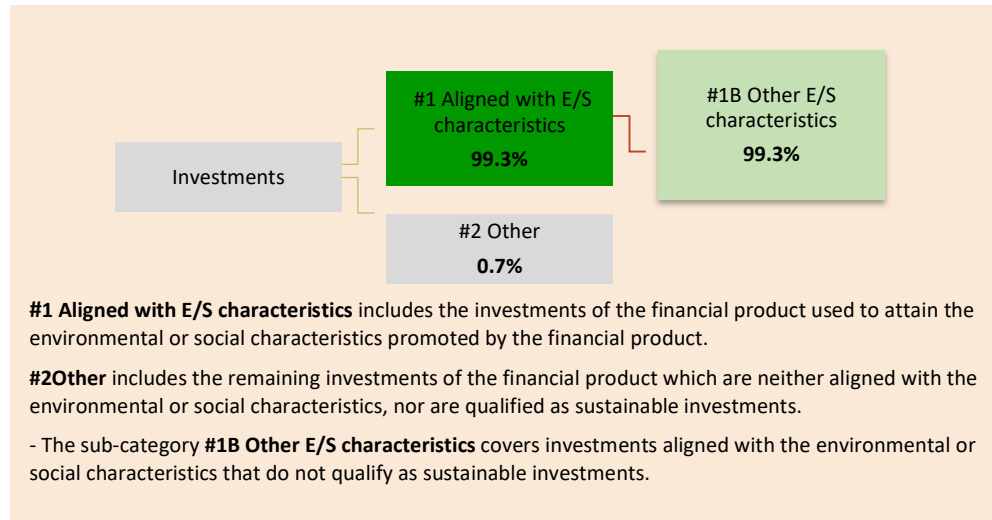 #1 Aligned with E/S
characteristics
99.3%
#1B Other E/S
characteristics
99.3%
Investments
#2 Other
0.7%
#1 Aligned with E/S characteristics includes the investments of the financial product used to attain the
environmental or social characteristics promoted by the financial product.
#2Other includes the remaining investments of the financial product which are neither aligned with the
environmental or social characteristics, nor are qualified as sustainable investments.
- The sub-category #1B Other E/S characteristics covers investments aligned with the environmental or
social characteristics that do not qualify as sustainable investments.